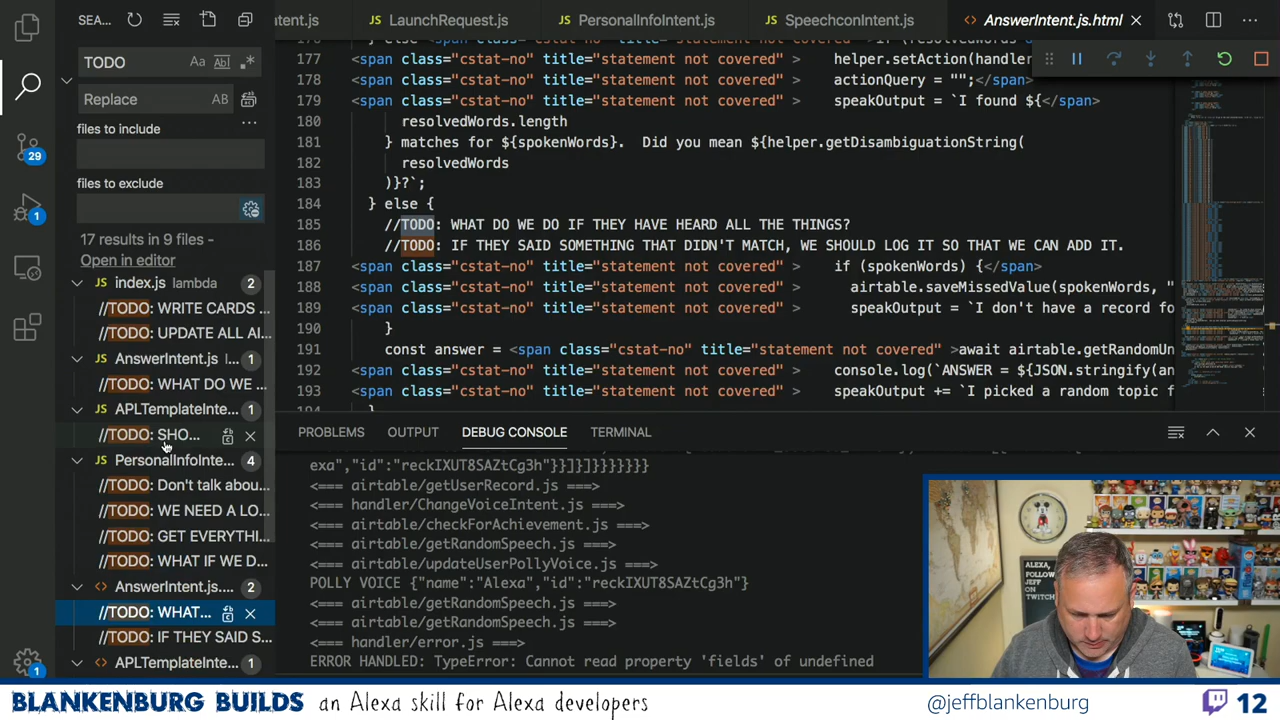 SEA...
ntent.js
LaunchRequest.js
PersonalInfoIntent.js
SpeechconIntent.js
AnswerIntent.js.html
TODO
Replace
AB
files to include
files to exclude
17 results in 9 files -
Open in editor
index.js lambda 2
//TODO: WRITE CARDS ...
//TODO: UPDATE ALL AI...
AnswerIntent.js 1
//TODO: WHAT DO WE ...
APLTemplateInte... 1
//TODO: SHO...
PersonalInfoInte... 4
//TODO: Don't talk abou...
//TODO: WE NEED A LO...
//TODO: GET EVERYTHI...
//TODO: WHAT IF WE D...
AnswerIntent.js.... 2
//TODO: WHAT...
//TODO: IF THEY SAID S...
APLTemplateInte... 1
29
1
1
177 <span class="cstat-no" title="statement not covered" > helper.setAction(handler
178 <span class="cstat-no" title="statement not covered" > actionQuery = "";</span>
179 <span class="cstat-no" title="statement not covered" > speakOutput = `I found ${</span>
180 resolvedWords.length
181 } matches for ${spokenWords}.  Did you mean ${helper.getDisambiguationString(
182 resolvedWords
183 )}?`;
184 } else {
185 //TODO: WHAT DO WE DO IF THEY HAVE HEARD ALL THE THINGS?
186 //TODO: IF THEY SAID SOMETHING THAT DIDN'T MATCH, WE SHOULD LOG IT SO THAT WE CAN ADD IT.
187 <span class="cstat-no" title="statement not covered" > if (spokenWords) {</span>
188 <span class="cstat-no" title="statement not covered" > airtable.saveMissedValue(spokenWords, "
189 <span class="cstat-no" title="statement not covered" > speakOutput = `I don't have a record fo
190 }
191 const answer = <span class="cstat-no" title="statement not covered" >await airtable.getRandomUn
192 <span class="cstat-no" title="statement not covered" > console.log(`ANSWER = ${JSON.stringify(an
193 <span class="cstat-no" title="statement not covered" > speakOutput += `I picked a random topic f
PROBLEMS OUTPUT DEBUG CONSOLE TERMINAL
exa","id":"reckIXUT8SAZtCg3h"}}]}]}}}}}}}
<=== airtable/getUserRecord.js ===>
<=== handler/ChangeVoiceIntent.js ===>
<=== airtable/checkForAchievement.js ===>
<=== airtable/getRandomSpeech.js ===>
<=== airtable/updateUserPollyVoice.js ===>
POLLY VOICE {"name":"Alexa","id":"reckIXUT8SAZtCg3h"}
<=== airtable/getRandomSpeech.js ===>
<=== airtable/getRandomSpeech.js ===>
<=== handler/error.js ===>
ERROR HANDLED: TypeError: Cannot read property 'fields' of undefined
ALEXA,
FOLLOW
JEFF
ON
TWITCH
BLANKENBURG BUILDS an Alexa skill for Alexa developers
@jeffblankenburg
12